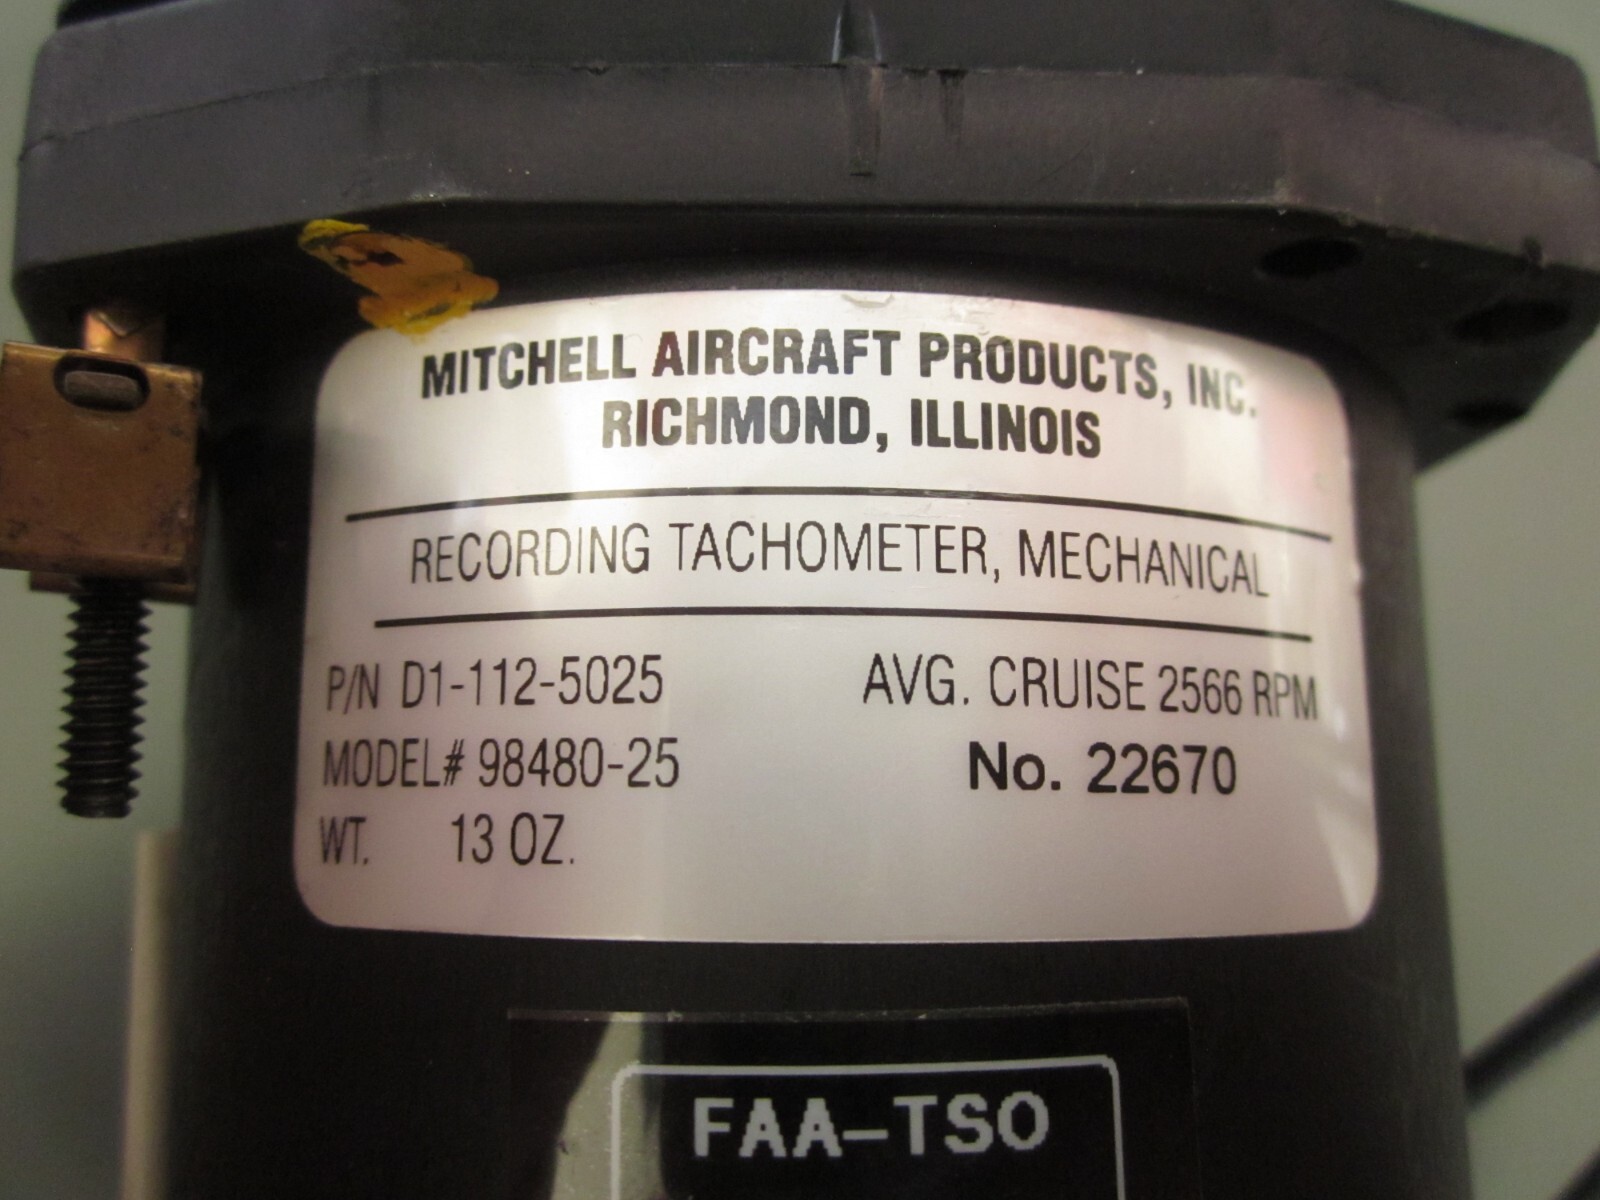 MITCHELL AIRCRAFT PRODUCTS, INC.
RICHMOND, ILLINOIS
RECORDING TACHOMETER, MECHANICAL
P/N D1-112-5025 AVG. CRUISE 2566 RPM
MODEL# 98480-25 No. 22670
WT. 13 OZ.
FAA-TSO